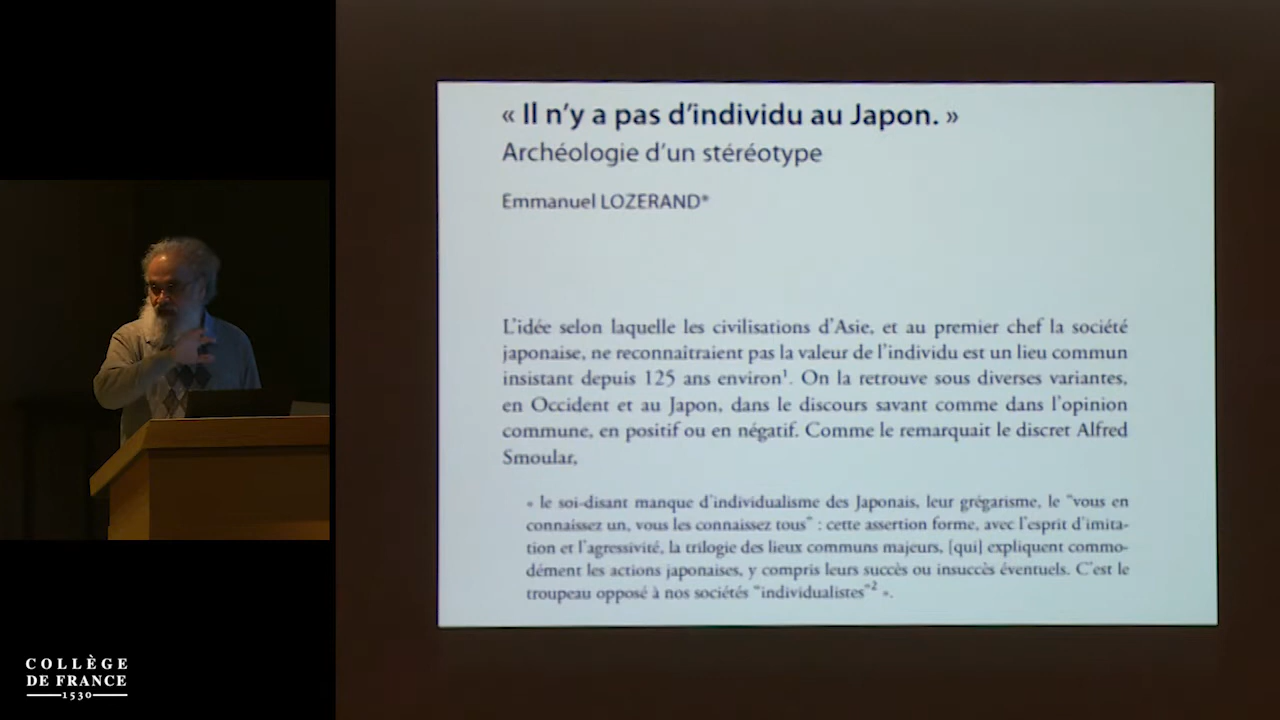 « Il n'y a pas d'individu au Japon. »
Archéologie d'un stéréotype
Emmanuel LOZERAND*
L'idée selon laquelle les civilisations d'Asie, et au premier chef la société
japonaise, ne reconnaîtraient pas la valeur de l'individu est un lieu commun
insistant depuis 125 ans environ¹. On la retrouve sous diverses variantes,
en Occident et au Japon, dans le discours savant comme dans l'opinion
commune, en positif ou en négatif. Comme le remarquait le discret Alfred
Smoular,
« le soi-disant manque d'individualisme des Japonais, leur grégarisme, le "vous en
connaissez un, vous les connaissez tous" : cette assertion forme, avec l'esprit d'imita-
tion et l'agressivité, la trilogie des lieux communs majeurs, [qui] expliquent commo-
dément les actions japonaises, y compris leurs succès ou insuccès éventuels. C'est le
troupeau opposé à nos sociétés "individualistes"² ».
COLLÈGE
DE FRANCE
1530